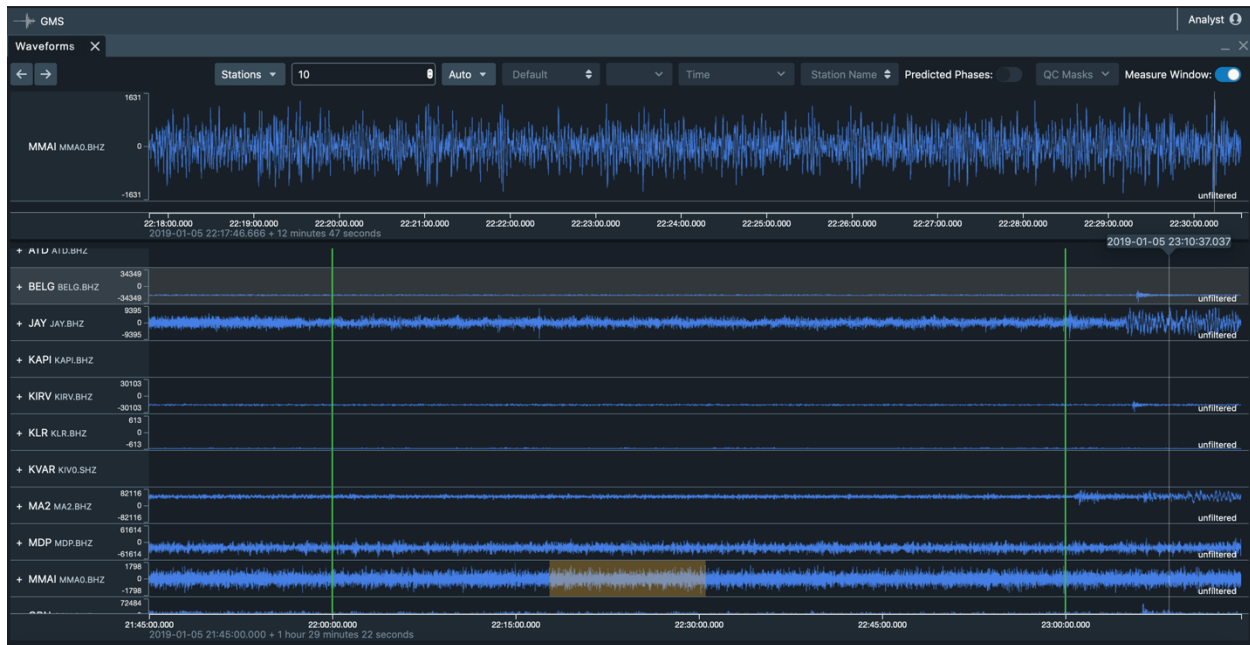 GMS
Analyst
Waveforms
Stations 10 Auto Default Time Station Name Predicted Phases: QC Masks Measure Window:
1631
MMAI MMA0.BHZ 0
-1631
unfiltered
22:18:00.000 22:19:00.000 22:20:00.000 22:21:00.000 22:22:00.000 22:23:00.000 22:24:00.000 22:25:00.000 22:26:00.000 22:27:00.000 22:28:00.000 22:29:00.000 22:30:00.000
2019-01-05 22:17:46.666 + 12 minutes 47 seconds
2019-01-05 23:10:37.037
+ ATD ATD.BHZ
34349
+ BELG BELG.BHZ 0
-34349 unfiltered
9395
+ JAY JAY.BHZ 0
-9395 unfiltered
+ KAPI KAPI.BHZ
30103
+ KIRV KIRV.BHZ 0
-30103 unfiltered
613
+ KLR KLR.BHZ 0
-613 unfiltered
+ KVAR KIV0.SHZ
82116
+ MA2 MA2.BHZ 0
-82116 unfiltered
61614
+ MDP MDP.BHZ 0
-61614 unfiltered
1798
+ MMAI MMA0.BHZ 0
-1798 unfiltered
72484
21:45:00.000 22:00:00.000 22:15:00.000 22:30:00.000 22:45:00.000 23:00:00.000
2019-01-05 21:45:00.000 + 1 hour 29 minutes 22 seconds